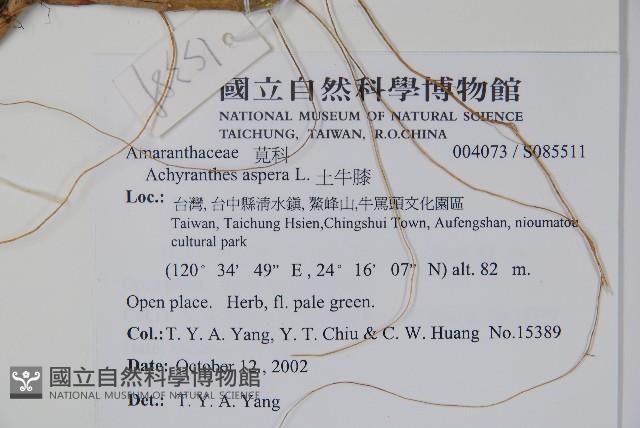 15389
國立自然科學博物館
NATIONAL MUSEUM OF NATURAL SCIENCE
TAICHUNG, TAIWAN, R.O.CHINA
Amaranthaceae 莧科 004073 / S085511
Achyranthes aspera L. 土牛膝
Loc.: 台灣, 台中縣清水鎮, 鰲峰山,牛罵頭文化園區
Taiwan, Taichung Hsien,Chingshui Town, Aufengshan, nioumatou
cultural park
(120° 34' 49" E , 24° 16' 07" N) alt. 82 m.
Open place. Herb, fl. pale green.
Col.: T. Y. A. Yang, Y. T. Chiu & C. W. Huang No.15389
Date: October 12, 2002
Det.: T. Y. A. Yang
國立自然科學博物館
NATIONAL MUSEUM OF NATURAL SCIENCE